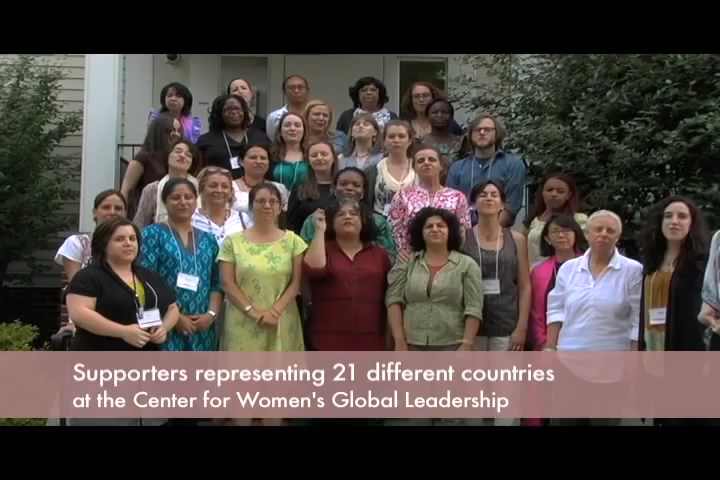 Supporters representing 21 different countries
at the Center for Women's Global Leadership